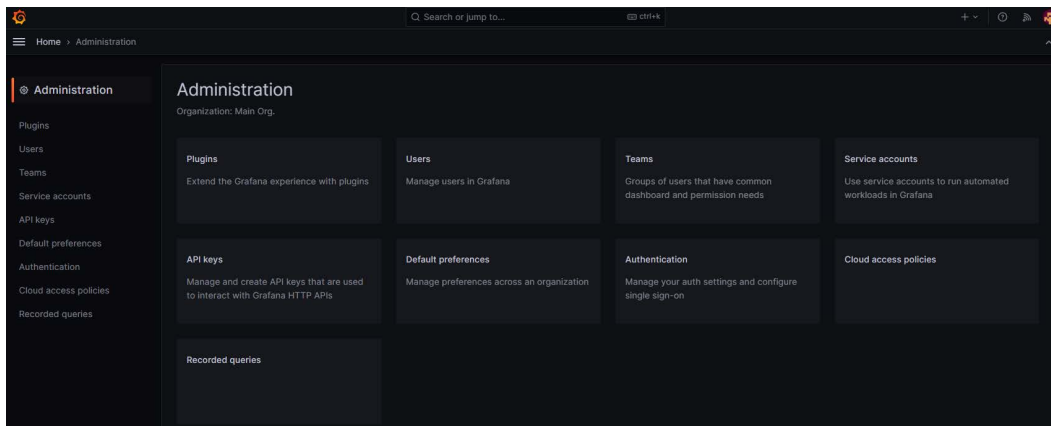 Search or jump to...
ctrl+k
Home › Administration
Administration
Plugins
Users
Teams
Service accounts
API keys
Default preferences
Authentication
Cloud access policies
Recorded queries
Administration
Organization: Main Org.
Plugins
Extend the Grafana experience with plugins
Users
Manage users in Grafana
Teams
Groups of users that have common
dashboard and permission needs
Service accounts
Use service accounts to run automated
workloads in Grafana
API keys
Manage and create API keys that are used
to interact with Grafana HTTP APIs
Default preferences
Manage preferences across an organization
Authentication
Manage your auth settings and configure
single sign-on
Cloud access policies
Recorded queries